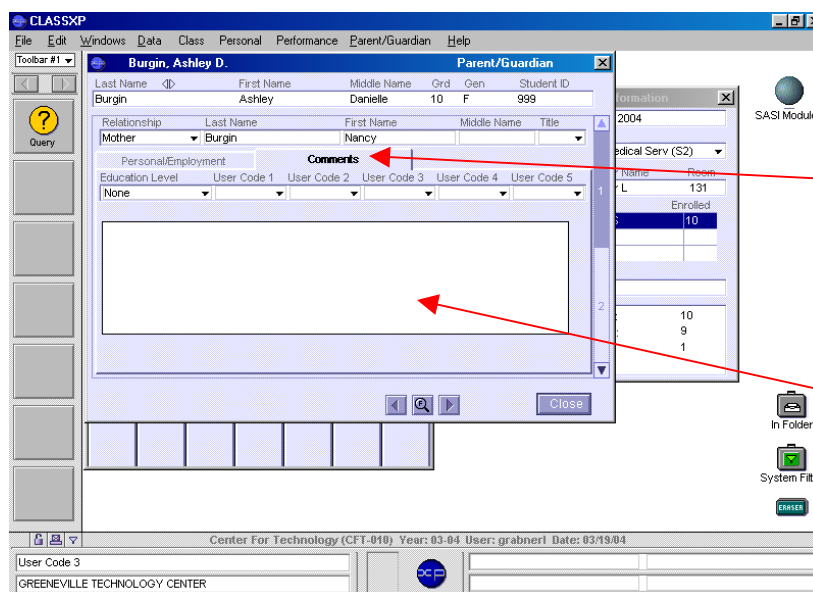 CLASSXP
File Edit Windows Data Class Personal Performance Parent/Guardian Help
Toolbar #1
Burgin, Ashley D. Parent/Guardian
Last Name First Name Middle Name Grd Gen Student ID
Burgin Ashley Danielle 10 F 999
Relationship Last Name First Name Middle Name Title
Mother Burgin Nancy
Personal/Employment Comments
Education Level User Code 1 User Code 2 User Code 3 User Code 4 User Code 5
None
1
2
Close
Query
formation
2004
edical Serv (S2)
Name Room
L 131
Enrolled
10
10
9
1
SASI Module
In Folder
System Filt
ERASER
Center For Technology (CFT-010) Year: 03-04 User: grabnerl Date: 03/19/04
User Code 3
GREENEVILLE TECHNOLOGY CENTER
xp